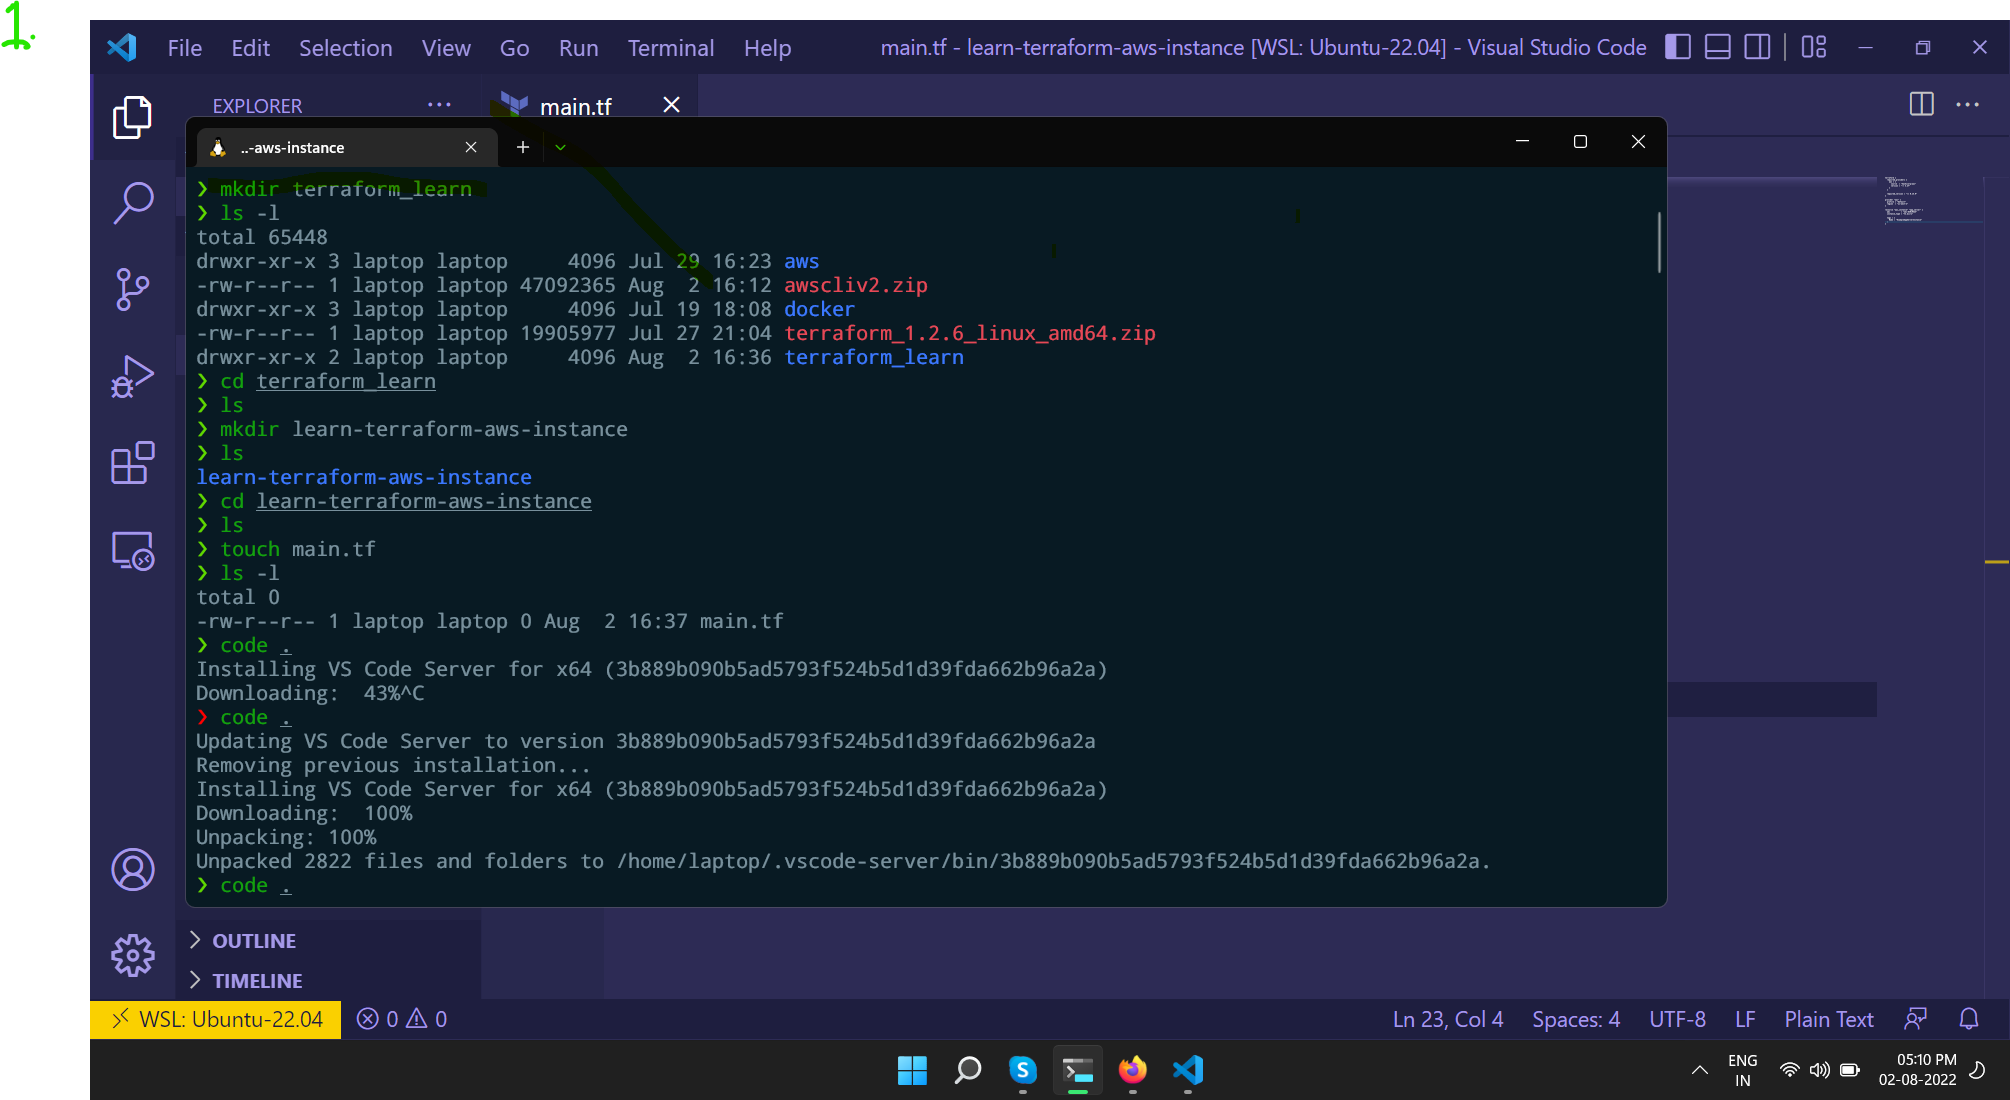 1.
File Edit Selection View Go Run Terminal Help main.tf - learn-terraform-aws-instance [WSL: Ubuntu-22.04] - Visual Studio Code
EXPLORER ... main.tf
..-aws-instance
❯ mkdir terraform_learn
❯ ls -l
total 65448
drwxr-xr-x 3 laptop laptop     4096 Jul 29 16:23 aws
-rw-r--r-- 1 laptop laptop 47092365 Aug  2 16:12 awscliv2.zip
drwxr-xr-x 3 laptop laptop     4096 Jul 19 18:08 docker
-rw-r--r-- 1 laptop laptop 19905977 Jul 27 21:04 terraform_1.2.6_linux_amd64.zip
drwxr-xr-x 2 laptop laptop     4096 Aug  2 16:36 terraform_learn
❯ cd terraform_learn
❯ ls
❯ mkdir learn-terraform-aws-instance
❯ ls
learn-terraform-aws-instance
❯ cd learn-terraform-aws-instance
❯ ls
❯ touch main.tf
❯ ls -l
total 0
-rw-r--r-- 1 laptop laptop 0 Aug  2 16:37 main.tf
❯ code .
Installing VS Code Server for x64 (3b889b090b5ad5793f524b5d1d39fda662b96a2a)
Downloading:  43%^C
❯ code .
Updating VS Code Server to version 3b889b090b5ad5793f524b5d1d39fda662b96a2a
Removing previous installation...
Installing VS Code Server for x64 (3b889b090b5ad5793f524b5d1d39fda662b96a2a)
Downloading:  100%
Unpacking: 100%
Unpacked 2822 files and folders to /home/laptop/.vscode-server/bin/3b889b090b5ad5793f524b5d1d39fda662b96a2a.
❯ code .
OUTLINE
TIMELINE
WSL: Ubuntu-22.04 0 0 Ln 23, Col 4 Spaces: 4 UTF-8 LF Plain Text
ENG 05:10 PM
IN 02-08-2022